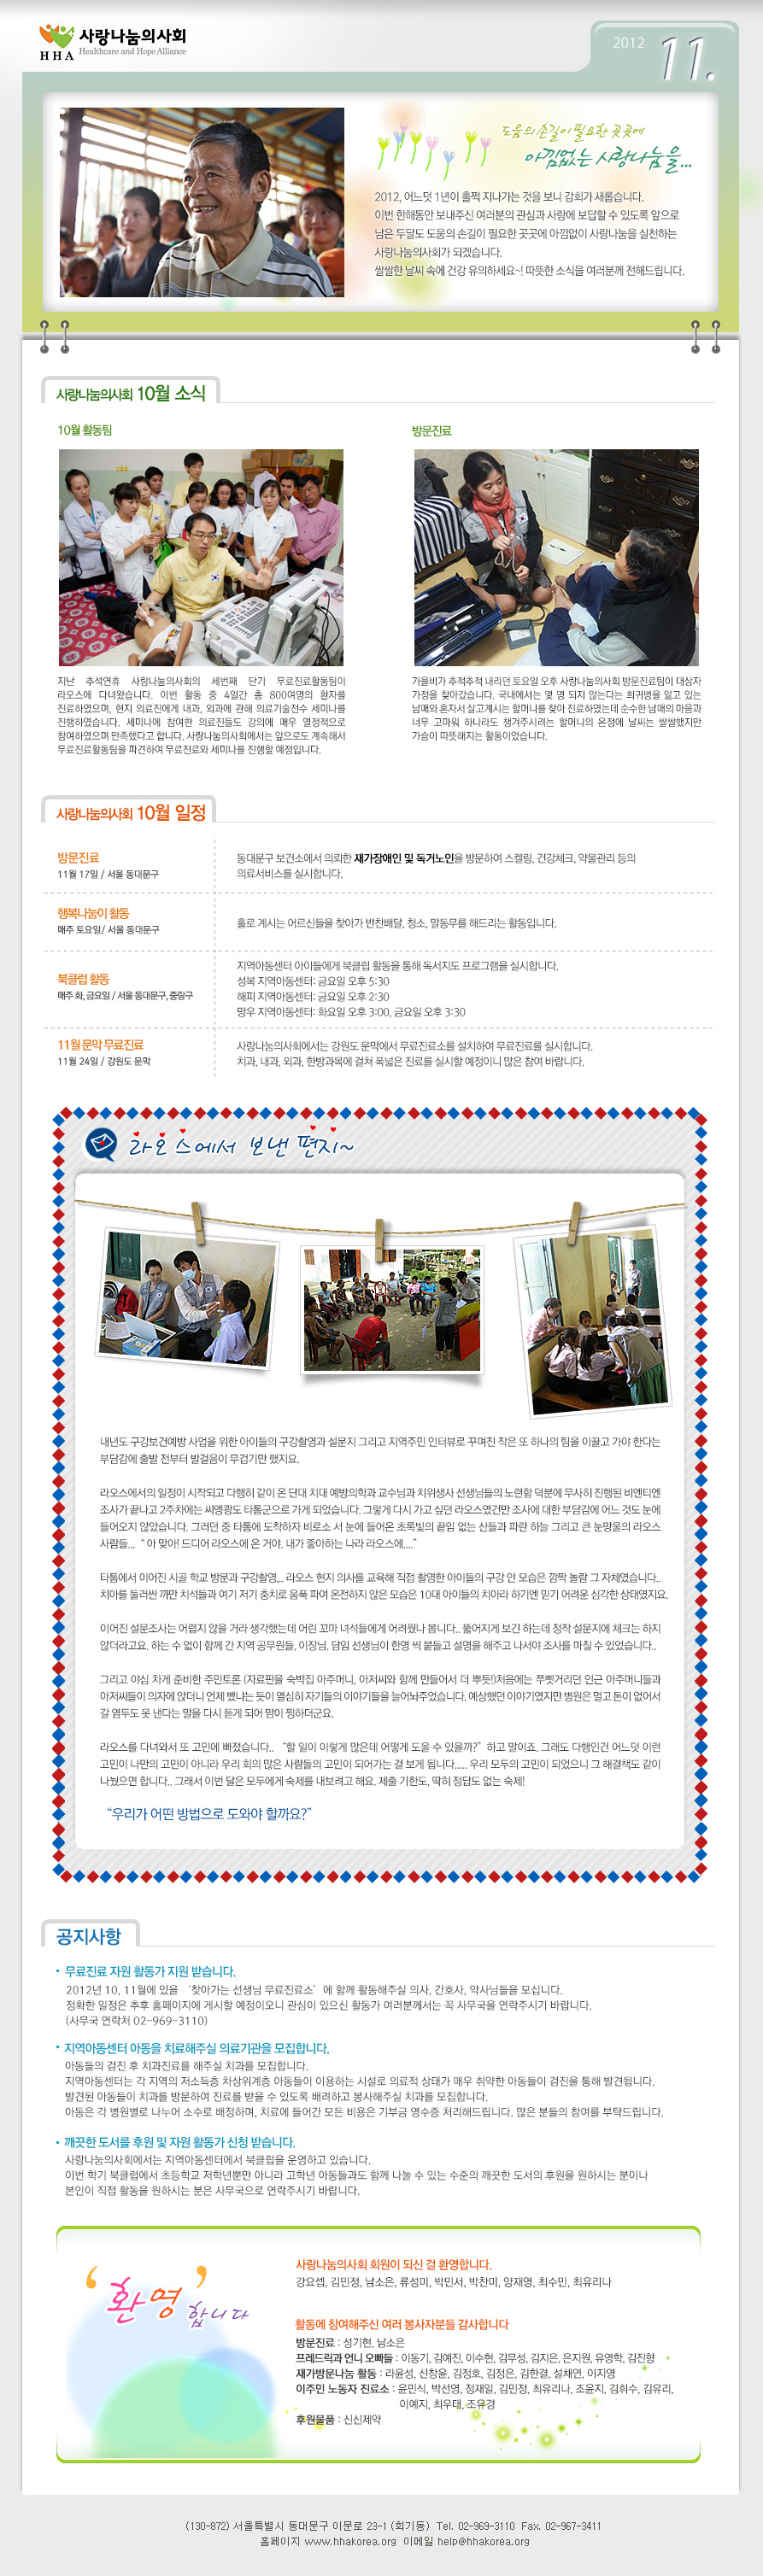 사랑나눔의사회
Healthcare and Hope Alliance
HHA
2012
11.
도움의 손길이 필요한 곳곳에
아낌없는 사랑나눔을...
2012, 어느덧 1년이 훌쩍 지나가는 것을 보니 감회가 새롭습니다.
이번 한해동안 보내주신 여러분의 관심과 사랑에 보답할 수 있도록 앞으로
남은 두달도 도움의 손길이 필요한 곳곳에 아낌없이 사랑나눔을 실천하는
사랑나눔의사회가 되겠습니다.
쌀쌀한 날씨 속에 건강 유의하세요~! 따뜻한 소식을 여러분께 전해드립니다.
사랑나눔의사회 10월 소식
10월 활동팀
지난 추석연휴 사랑나눔의사회의 세번째 단기 무료진료활동팀이
라오스에 다녀왔습니다. 이번 활동 중 4일간 총 800여명의 환자를
진료하였으며, 현지 의료진에게 내과, 외과에 관해 의료기술전수 세미나를
진행하였습니다. 세미나에 참여한 의료진들도 강의에 매우 열정적으로
참여하였으며 만족했다고 합니다. 사랑나눔의사회에서는 앞으로도 계속해서
무료진료활동팀을 파견하여 무료진료와 세미나를 진행할 예정입니다.
방문진료
가을비가 추적추적 내리던 토요일 오후 사랑나눔의사회 방문진료팀이 대상자
가정을 찾아갔습니다. 국내에서는 몇 명 되지 않는다는 희귀병을 앓고 있는
남매와 혼자서 살고계시는 할머니를 찾아 진료하였는데 순수한 남매의 마음과
너무 고마워 하나라도 챙겨주시려는 할머니의 온정에 날씨는 쌀쌀했지만
가슴이 따뜻해지는 활동이었습니다.
사랑나눔의사회 10월 일정
방문진료
11월 17일 / 서울 동대문구
동대문구 보건소에서 의뢰한 재가장애인 및 독거노인을 방문하여 스켈링, 건강체크, 약물관리 등의
의료서비스를 실시합니다.
행복나눔이 활동
매주 토요일/ 서울 동대문구
홀로 계시는 어르신들을 찾아가 반찬배달, 청소, 말동무를 해드리는 활동입니다.
북클럽 활동
매주 화, 금요일 / 서울 동대문구, 중랑구
지역아동센터 아이들에게 북클럽 활동을 통해 독서지도 프로그램을 실시합니다.
성복 지역아동센터: 금요일 오후 5:30
해피 지역아동센터: 금요일 오후 2:30
망우 지역아동센터: 화요일 오후 3:00, 금요일 오후 3:30
11월 문막 무료진료
11월 24일 / 강원도 문막
사랑나눔의사회에서는 강원도 문막에서 무료진료소를 설치하여 무료진료를 실시합니다.
치과, 내과, 외과, 한방과목에 걸쳐 폭넓은 진료를 실시할 예정이니 많은 참여 바랍니다.
라오스에서 보낸 편지~
내년도 구강보건예방 사업을 위한 아이들의 구강촬영과 설문지 그리고 지역주민 인터뷰로 꾸며진 작은 또 하나의 팀을 이끌고 가야 한다는
부담감에 출발 전부터 발걸음이 무겁기만 했지요.
라오스에서의 일정이 시작되고 다행히 같이 온 단대 치대 예방의학과 교수님과 치위생사 선생님들의 노련함 덕분에 무사히 진행된 비엔티엔
조사가 끝나고 2주차에는 씨엥쾅도 타톰군으로 가게 되었습니다. 그렇게 다시 가고 싶던 라오스였건만 조사에 대한 부담감에 어느 것도 눈에
들어오지 않았습니다. 그러던 중 타톰에 도착하자 비로소 서 눈에 들어온 초록빛의 끝임 없는 산들과 파란 하늘 그리고 큰 눈망울의 라오스
사람들... “ 아 맞아! 드디어 라오스에 온 거야. 내가 좋아하는 나라 라오스에....”
타톰에서 이어진 시골 학교 방문과 구강촬영... 라오스 현지 의사를 교육해 직접 촬영한 아이들의 구강 안 모습은 깜짝 놀람 그 자체였습니다..
치아를 둘러싼 까만 치석들과 여기 저기 충치로 움푹 파여 온전하지 않은 모습은 10대 아이들의 치아라 하기엔 믿기 어려운 심각한 상태였지요.
이어진 설문조사는 어렵지 않을 거라 생각했는데 어린 꼬마 녀석들에게 어려웠나 봅니다.. 뚫어지게 보긴 하는데 정작 설문지에 체크는 하지
않더라고요. 하는 수 없이 함께 간 지역 공무원들, 이장님, 담임 선생님이 한명 씩 붙들고 설명을 해주고 나서야 조사를 마칠 수 있었습니다..
그리고 야심 차게 준비한 주민토론 (자료판을 숙박집 아주머니, 아저씨와 함께 만들어서 더 뿌듯!)처음에는 쭈삣거리던 인근 아주머니들과
아저씨들이 의자에 앉더니 언제 뺐냐는 듯이 열심히 자기들의 이야기들을 늘어놔주었습니다. 예상했던 이야기였지만 병원은 멀고 돈이 없어서
갈 염두도 못 낸다는 말을 다시 듣게 되어 맘이 찡하더군요.
라오스를 다녀와서 또 고민에 빠졌습니다.. “할 일이 이렇게 많은데 어떻게 도울 수 있을까?” 하고 말이죠. 그래도 다행인건 어느덧 이런
고민이 나만의 고민이 아니라 우리 회의 많은 사람들의 고민이 되어가는 걸 보게 됩니다..... 우리 모두의 고민이 되었으니 그 해결책도 같이
나눴으면 합니다.. 그래서 이번 달은 모두에게 숙제를 내보려고 해요. 제출 기한도, 딱히 정답도 없는 숙제!
“우리가 어떤 방법으로 도와야 할까요?”
공지사항
무료진료 자원 활동가 지원 받습니다.
2012년 10, 11월에 있을 ‘찾아가는 선생님 무료진료소’ 에 함께 활동해주실 의사, 간호사, 약사님들을 모십니다.
정확한 일정은 추후 홈페이지에 게시할 예정이오니 관심이 있으신 활동가 여러분께서는 꼭 사무국을 연락주시기 바랍니다.
(사무국 연락처 02-969-3110)
지역아동센터 아동을 치료해주실 의료기관을 모집합니다.
아동들의 검진 후 치과진료를 해주실 치과를 모집합니다.
지역아동센터는 각 지역의 저소득층 차상위계층 아동들이 이용하는 시설로 의료적 상태가 매우 취약한 아동들이 검진을 통해 발견됩니다.
발견된 아동들이 치과를 방문하여 진료를 받을 수 있도록 배려하고 봉사해주실 치과를 모집합니다.
아동은 각 병원별로 나누어 소수로 배정하며, 치료에 들어간 모든 비용은 기부금 영수증 처리해드립니다. 많은 분들의 참여를 부탁드립니다.
깨끗한 도서를 후원 및 자원 활동가 신청 받습니다.
사랑나눔의사회에서는 지역아동센터에서 북클럽을 운영하고 있습니다.
이번 학기 북클럽에서 초등학교 저학년뿐만 아니라 고학년 아동들과도 함께 나눌 수 있는 수준의 깨끗한 도서의 후원을 원하시는 분이나
본인이 직접 활동을 원하시는 분은 사무국으로 연락주시기 바랍니다.
‘환영’합니다
사랑나눔의사회 회원이 되신 걸 환영합니다.
강요셉, 김민정, 남소은, 류성미, 박민서, 박찬미, 양재영, 최수민, 최유리나
활동에 참여해주신 여러 봉사자분들 감사합니다
방문진료 : 성기현, 남소은
프레드릭과 언니 오빠들 : 이동기, 김예진, 이수현, 김무성, 김지은, 은지원, 유영학, 김진향
재가방문나눔 활동 : 라윤성, 신창윤, 김정호, 김정은, 김한결, 설채연, 이지영
이주민 노동자 진료소 : 윤민식, 박선영, 정재일, 김민정, 최유리나, 조윤지, 김휘수, 김유리,
이예지, 최우태, 조유경
후원물품 : 신신제약
(130-872) 서울특별시 동대문구 이문로 23-1 (회기동) Tel. 02-969-3110 Fax. 02-967-3411
홈페이지 www.hhakorea.org 이메일 help@hhakorea.org